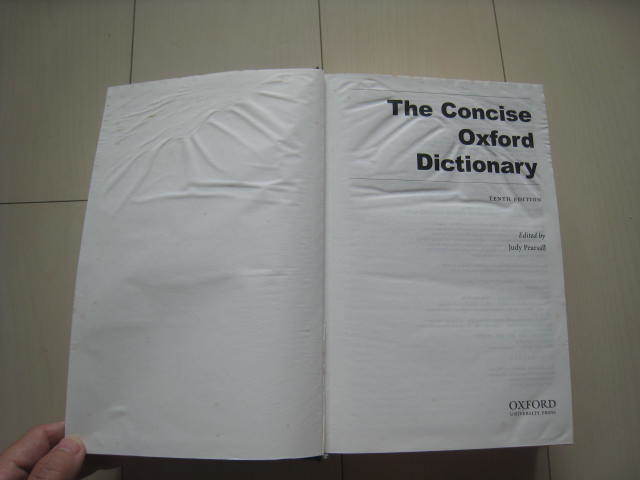 The Concise
Oxford
Dictionary
TENTH EDITION
Edited by
Judy Pearsall
OXFORD
UNIVERSITY PRESS